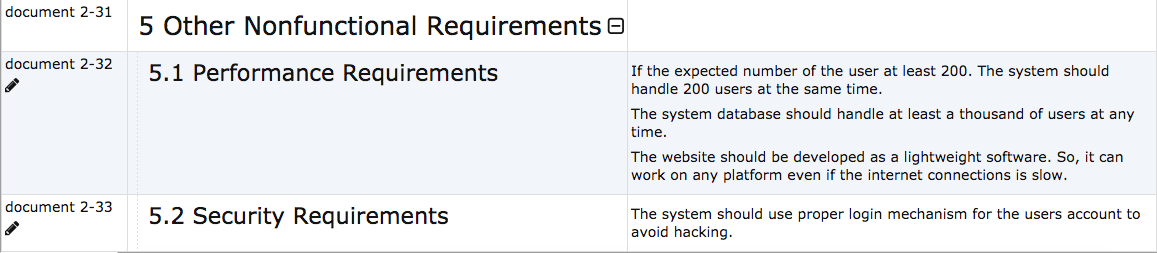 document 2-31
5 Other Nonfunctional Requirements
document 2-32
5.1 Performance Requirements
If the expected number of the user at least 200. The system should
handle 200 users at the same time.
The system database should handle at least a thousand of users at any
time.
The website should be developed as a lightweight software. So, it can
work on any platform even if the internet connections is slow.
document 2-33
5.2 Security Requirements
The system should use proper login mechanism for the users account to
avoid hacking.